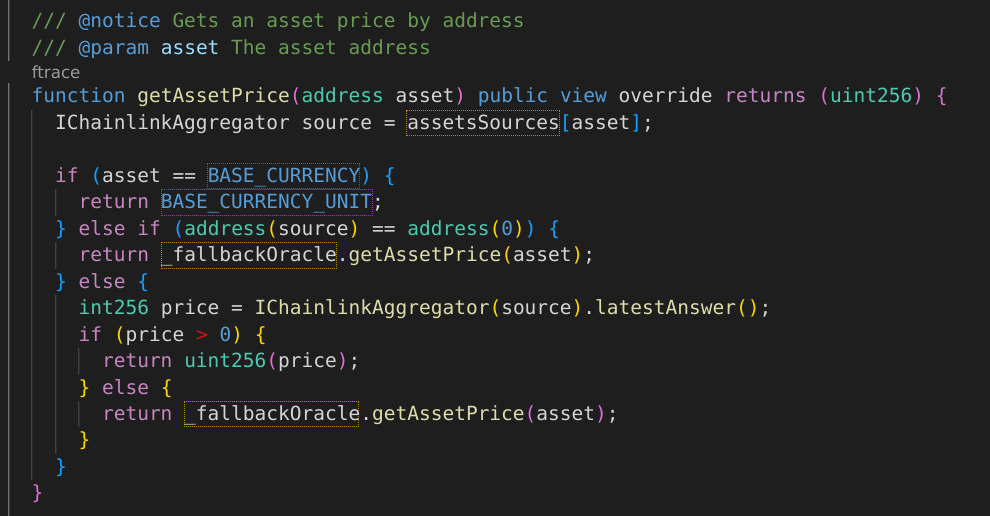 /// @notice Gets an asset price by address
/// @param asset The asset address
ftrace
function getAssetPrice(address asset) public view override returns (uint256) {
  IChainlinkAggregator source = assetsSources[asset];

  if (asset == BASE_CURRENCY) {
    return BASE_CURRENCY_UNIT;
  } else if (address(source) == address(0)) {
    return _fallbackOracle.getAssetPrice(asset);
  } else {
    int256 price = IChainlinkAggregator(source).latestAnswer();
    if (price > 0) {
      return uint256(price);
    } else {
      return _fallbackOracle.getAssetPrice(asset);
    }
  }
}